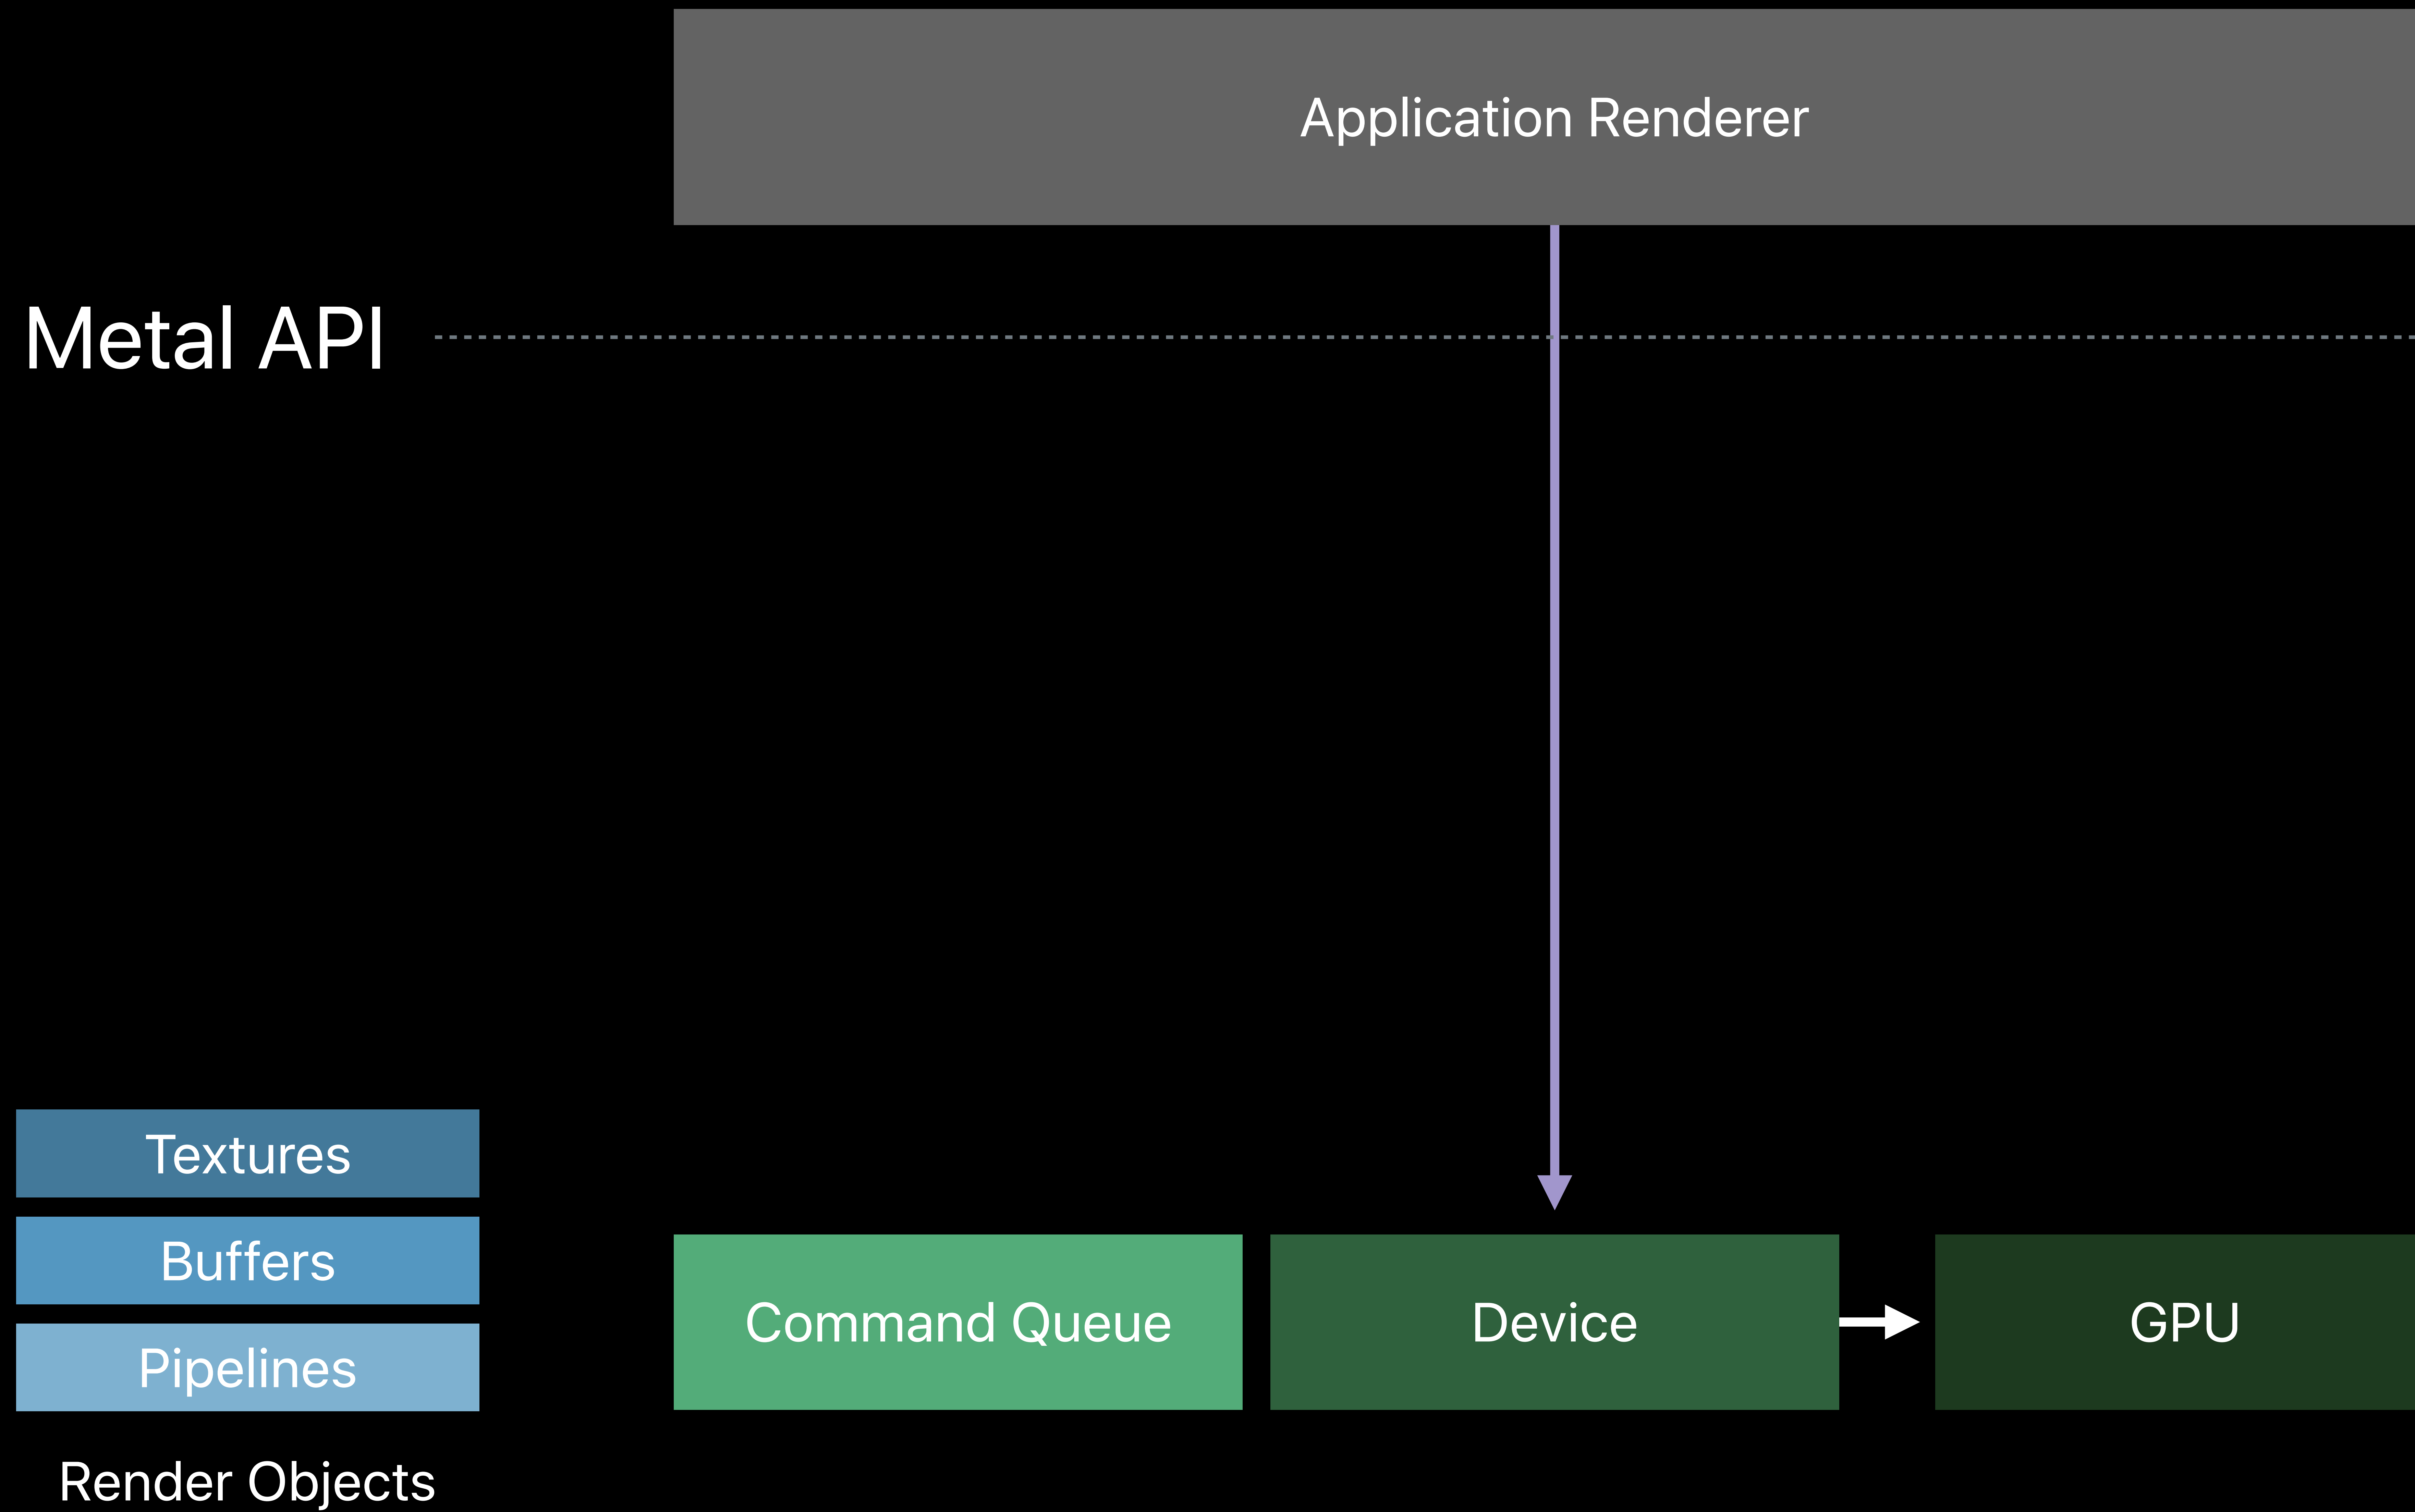 Application Renderer
Metal API
Textures
Buffers
Pipelines
Render Objects
Command Queue
Device
GPU